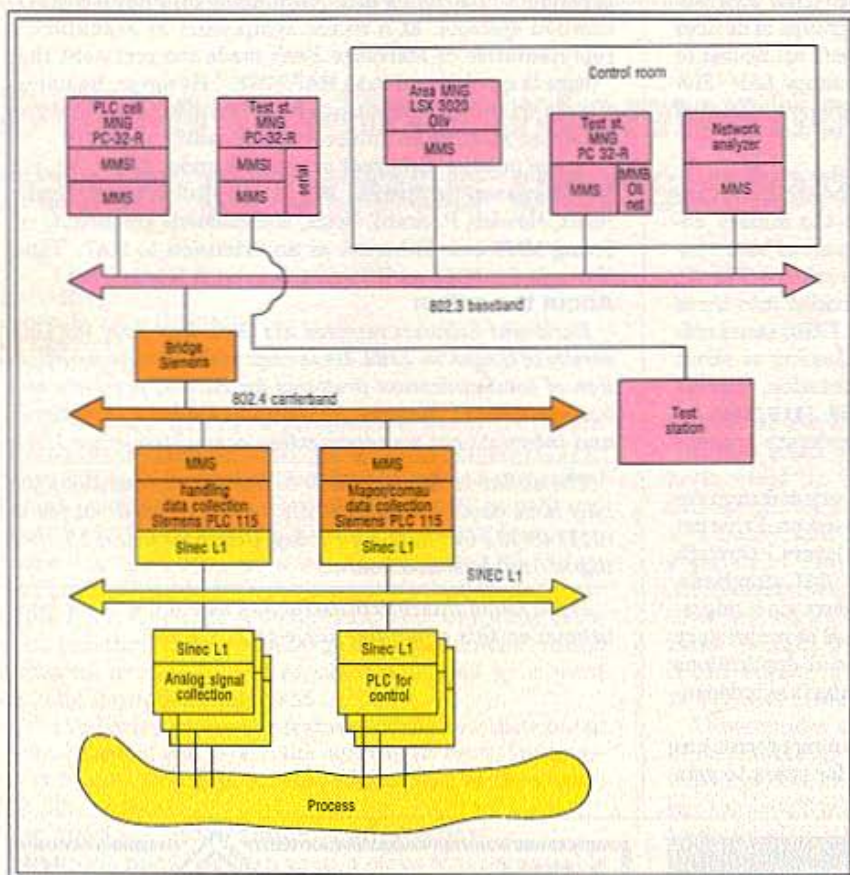 Control room
PLC cell
MNG
PC-32-R
MMSI
MMS
Test st.
MNG
PC-32-R
MMSI
MMS
serial
Area MNG
LSX 3020
Oliv
MMS
Test st.
MNG
PC 32-R
MMS
MMB
Oli
net
Network
analyzer
MMS
802.3 baseband
Bridge
Siemens
802.4 carrierband
Test
station
MMS
handling
data collection
Siemens PLC 115
Sinec L1
MMS
Mapor/comau
data collection
Siemens PLC 115
Sinec L1
SINEC L1
Sinec L1
Analog signal
collection
Sinec L1
PLC for
control
Process